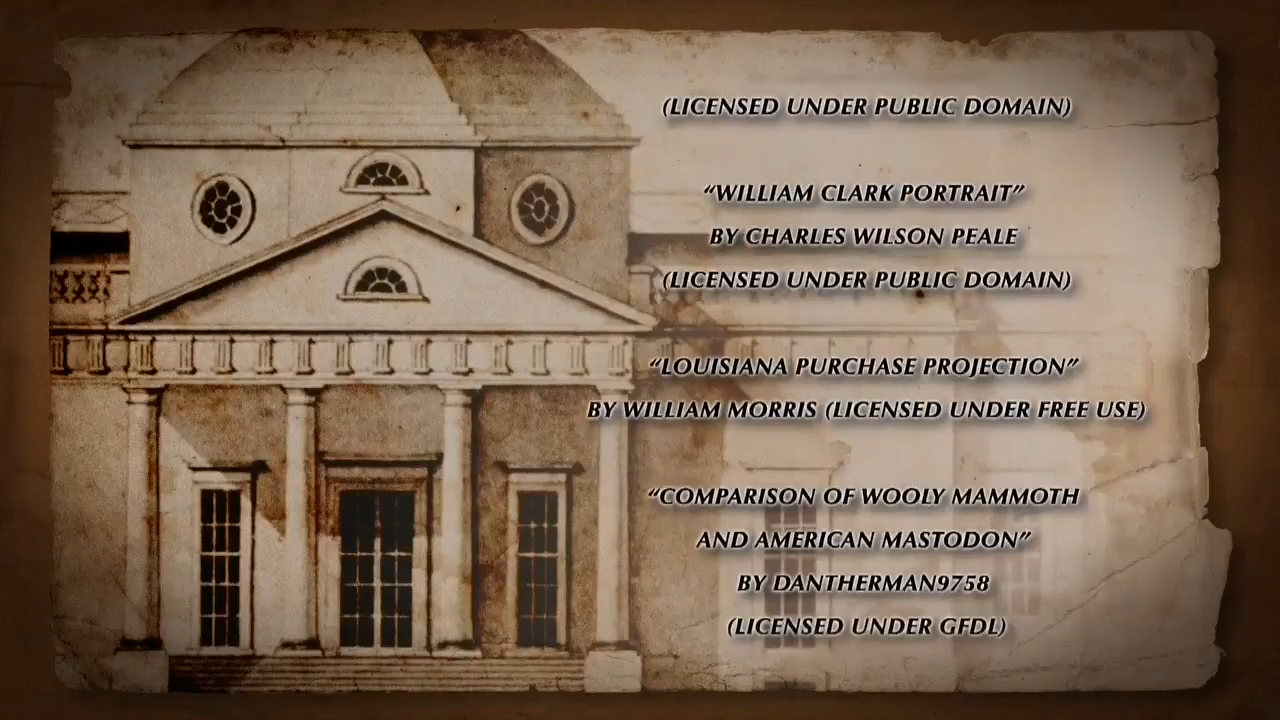 (LICENSED UNDER PUBLIC DOMAIN)
“WILLIAM CLARK PORTRAIT”
BY CHARLES WILSON PEALE
(LICENSED UNDER PUBLIC DOMAIN)
“LOUISIANA PURCHASE PROJECTION”
BY WILLIAM MORRIS (LICENSED UNDER FREE USE)
“COMPARISON OF WOOLY MAMMOTH
AND AMERICAN MASTODON”
BY DANTHERMAN9758
(LICENSED UNDER GFDL)